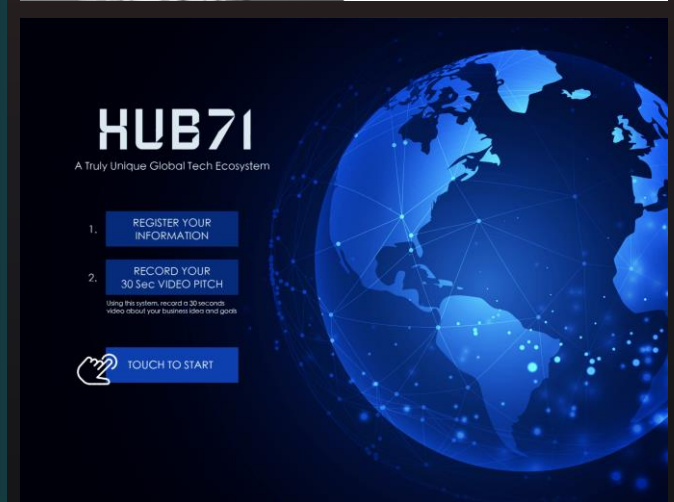 HUB71
A Truly Unique Global Tech Ecosystem
1. REGISTER YOUR
INFORMATION
2. RECORD YOUR
30 Sec VIDEO PITCH
Using this system, record a 30 seconds
video about your business idea and goals
TOUCH TO START